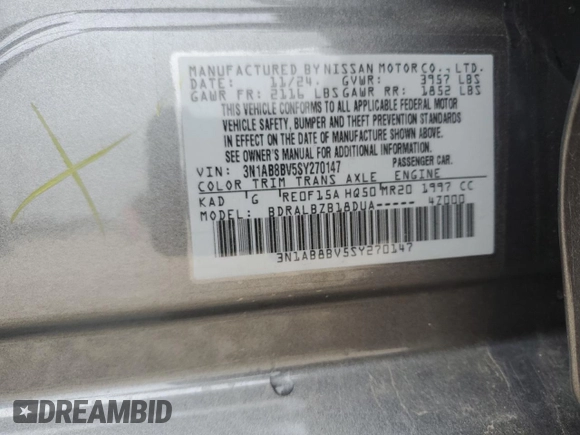 MANUFACTURED BY NISSAN MOTOR CO., LTD.
DATE: 11/24. GVWR: 3957 LBS
GAWR FR: 2116 LBS GAWR RR: 1852 LBS
THIS VEHICLE CONFORMS TO ALL APPLICABLE FEDERAL MOTOR
VEHICLE SAFETY, BUMPER AND THEFT PREVENTION STANDARDS
IN EFFECT ON THE DATE OF MANUFACTURE SHOWN ABOVE.
SEE OWNER'S MANUAL FOR ADDITIONAL INFORMATION.
VIN: 3N1AB8BV5SY270147 PASSENGER CAR.
COLOR TRIM TRANS AXLE ENGINE
KAD G RE0F15A HQ50 MR20 1997 CC
MODEL: BDRALBZB18DUA----- 4Z000
3N1AB8BV5SY270147
DREAMBID